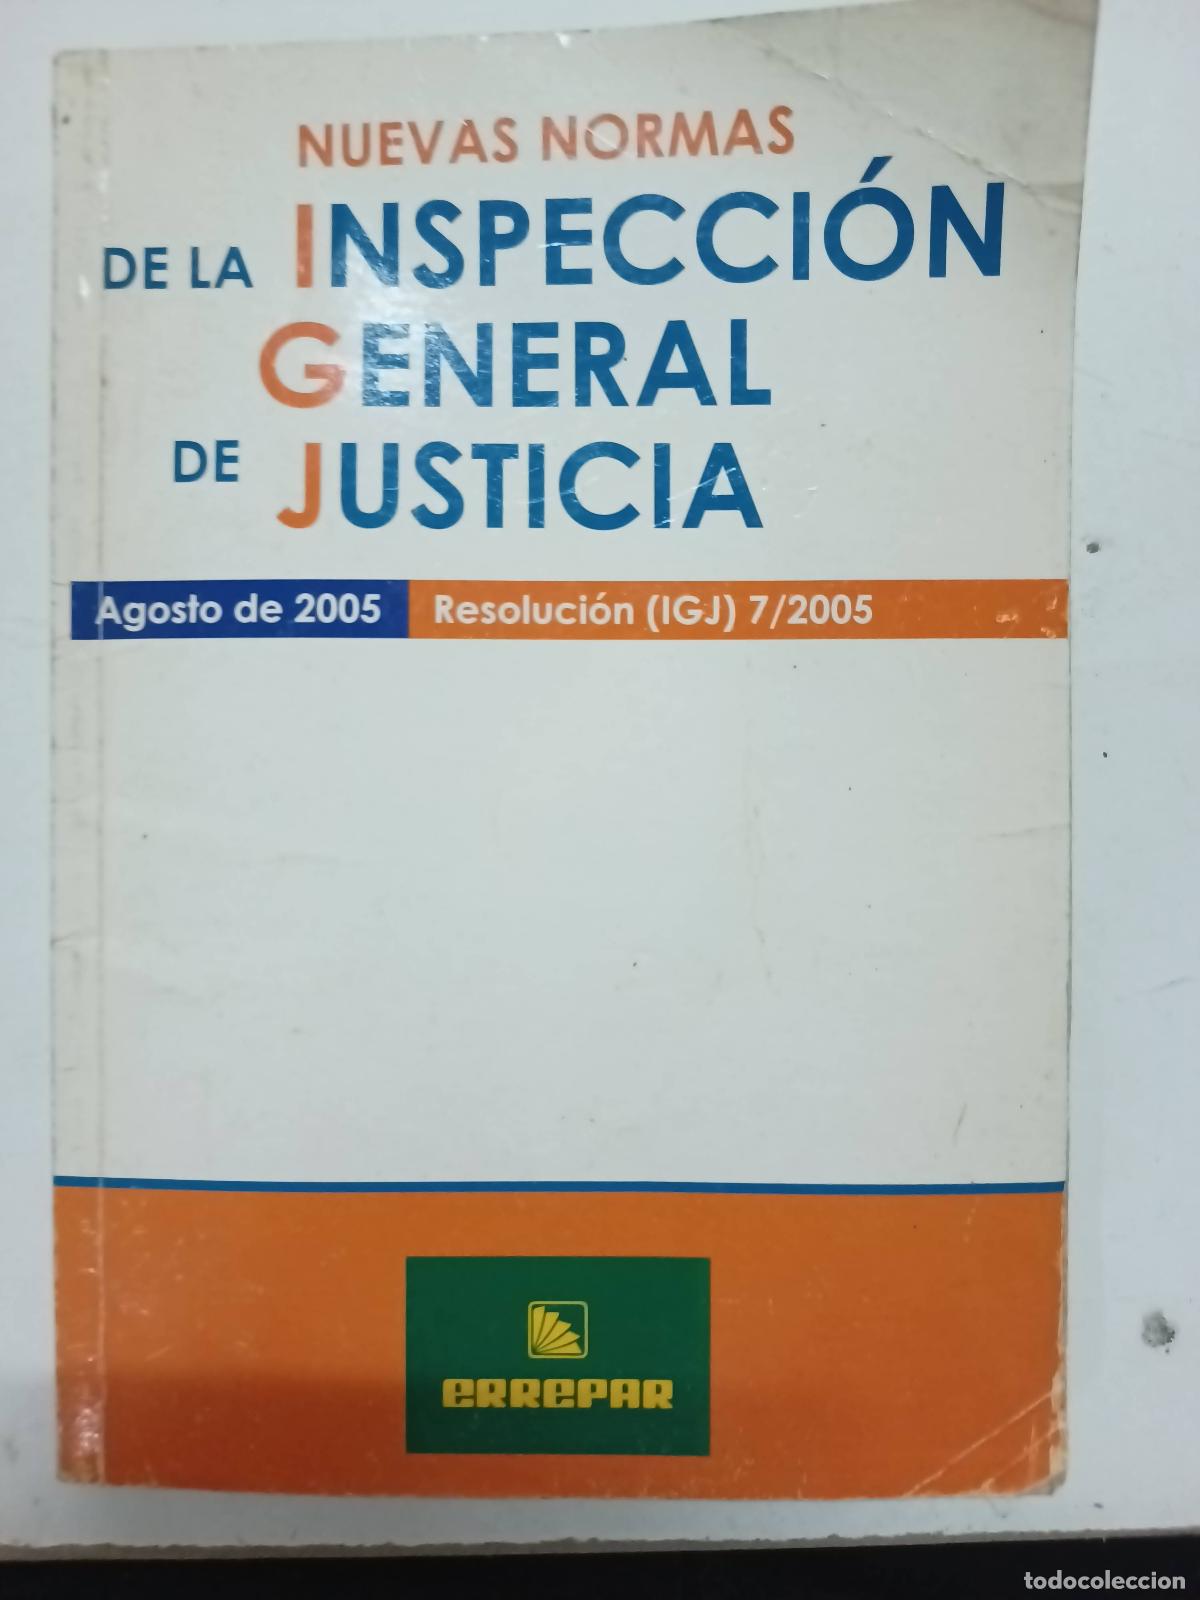 NUEVAS NORMAS
DE LA INSPECCIÓN
GENERAL
DE JUSTICIA
Agosto de 2005 Resolución (IGJ) 7/2005
ERREPAR
todocoleccion